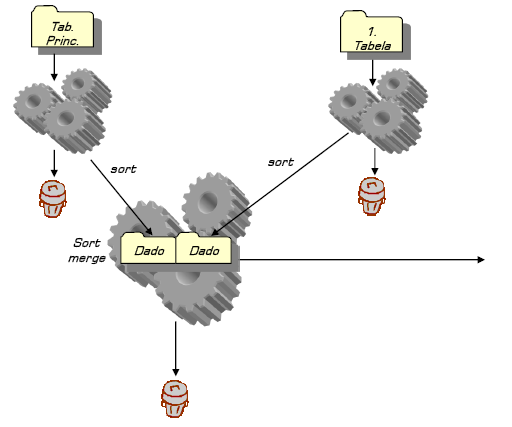 Tab.
Princ.
1.
Tabela
sort
sort
Sort
merge
Dado
Dado